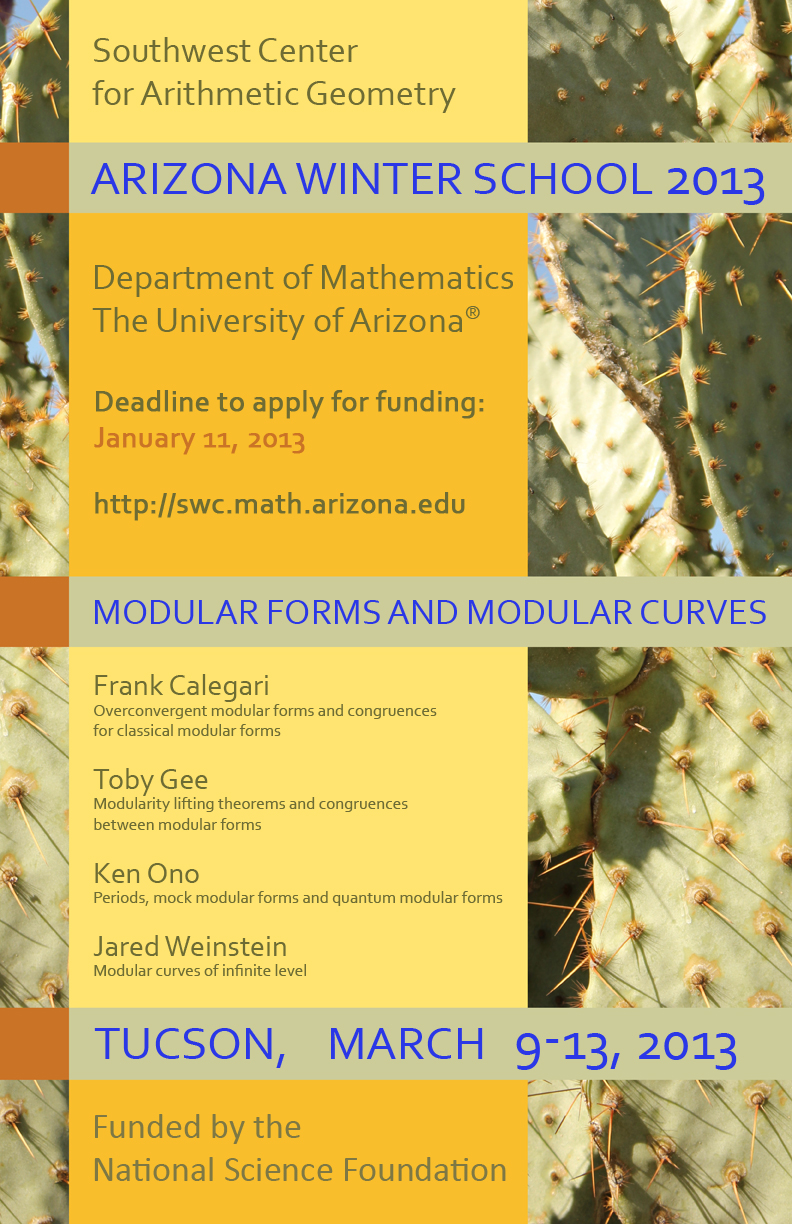 Southwest Center
for Arithmetic Geometry
ARIZONA WINTER SCHOOL 2013
Department of Mathematics
The University of Arizona®
Deadline to apply for funding:
January 11, 2013
http://swc.math.arizona.edu
MODULAR FORMS AND MODULAR CURVES
Frank Calegari
Overconvergent modular forms and congruences
for classical modular forms
Toby Gee
Modularity lifting theorems and congruences
between modular forms
Ken Ono
Periods, mock modular forms and quantum modular forms
Jared Weinstein
Modular curves of infinite level
TUCSON, MARCH 9-13, 2013
Funded by the
National Science Foundation